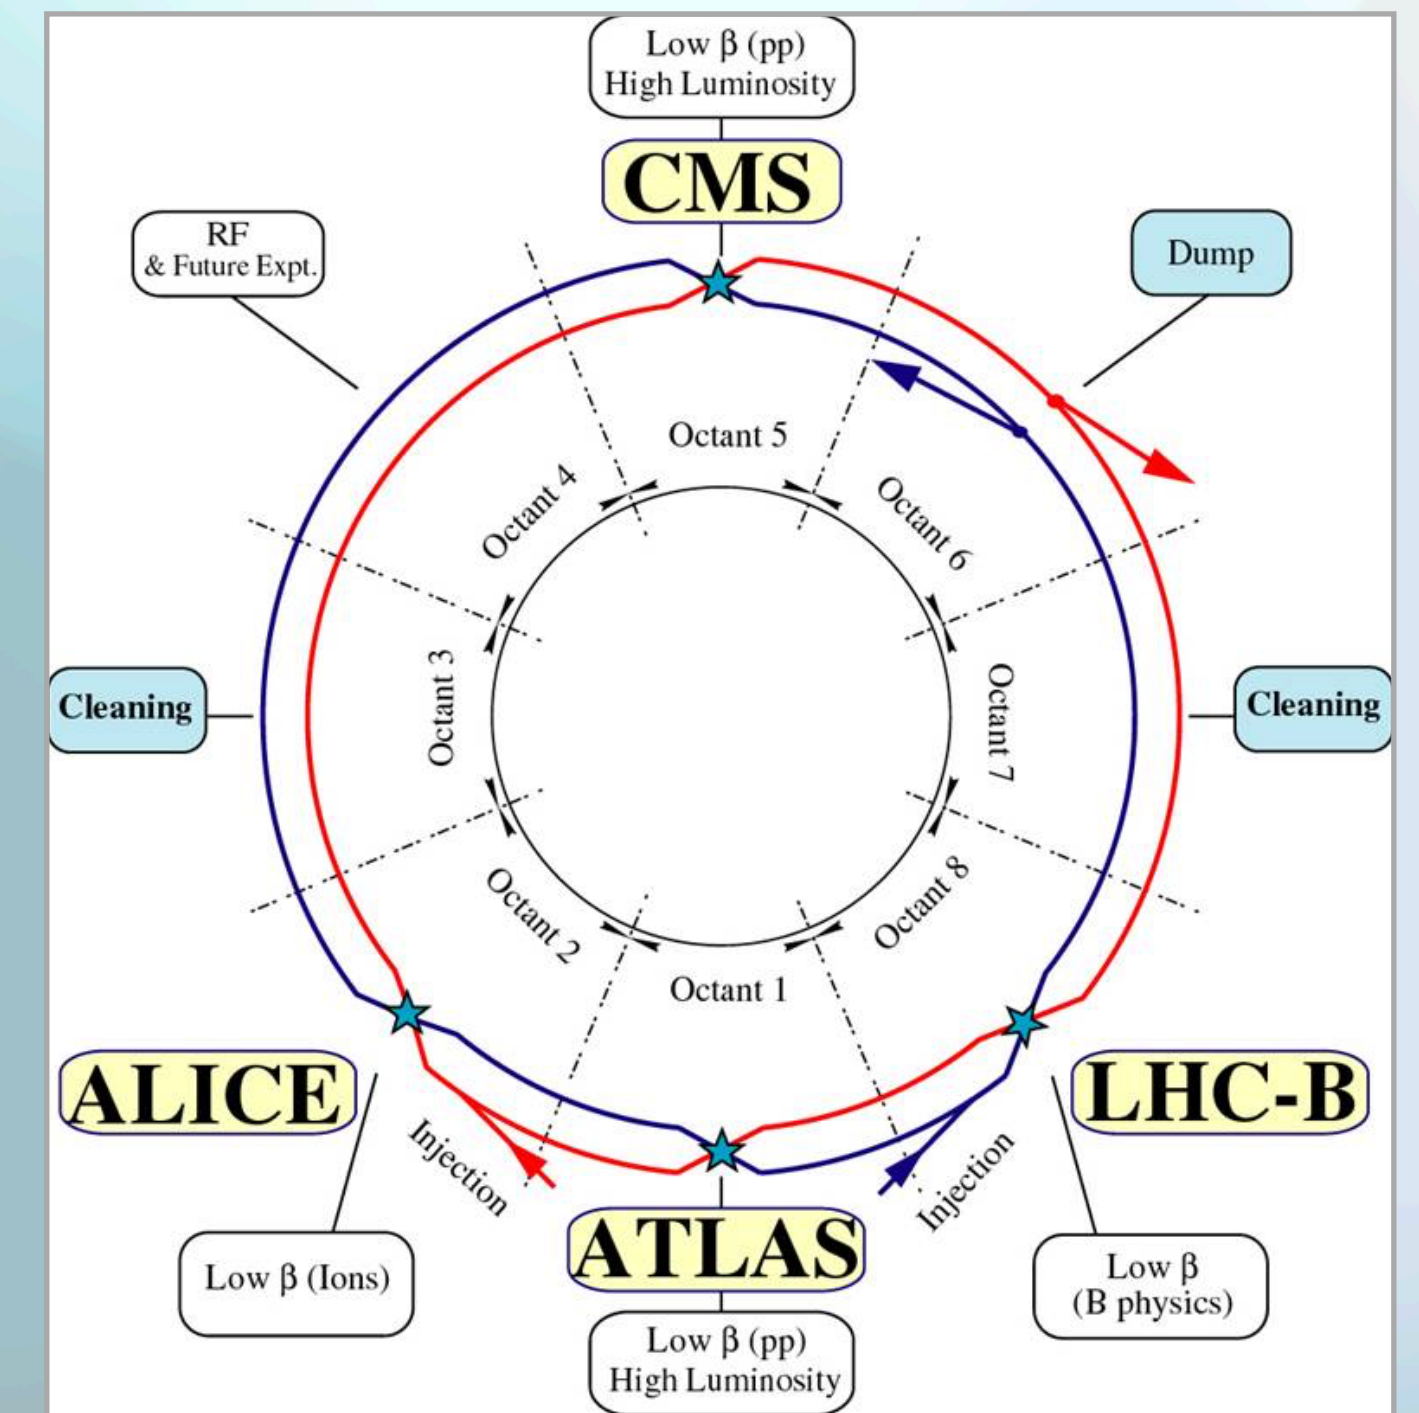 Low β (pp)
High Luminosity
CMS
RF
& Future Expt.
Dump
Octant 5
Octant 4
Octant 6
Cleaning
Octant 3
Octant 7
Cleaning
Octant 2
Octant 8
Octant 1
ALICE
LHC-B
Injection
Injection
ATLAS
Low β (Ions)
Low β
(B physics)
Low β (pp)
High Luminosity